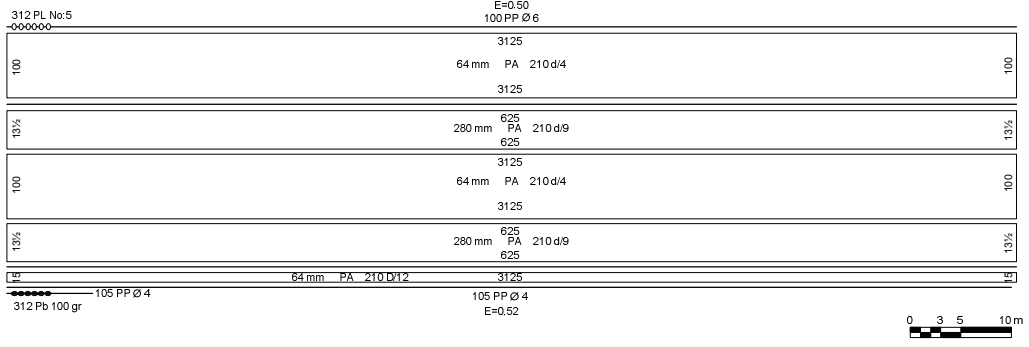 E=0.50
312 PL No:5
100 PP Ø 6
3125
100 64 mm PA 210 d/4 100
3125
625
13½ 280 mm PA 210 d/9 13½
625
3125
100 64 mm PA 210 d/4 100
3125
625
13½ 280 mm PA 210 d/9 13½
625
15 64 mm PA 210 D/12 3125 15
105 PP Ø 4 105 PP Ø 4
312 Pb 100 gr
E=0.52
0 3 5 10 m